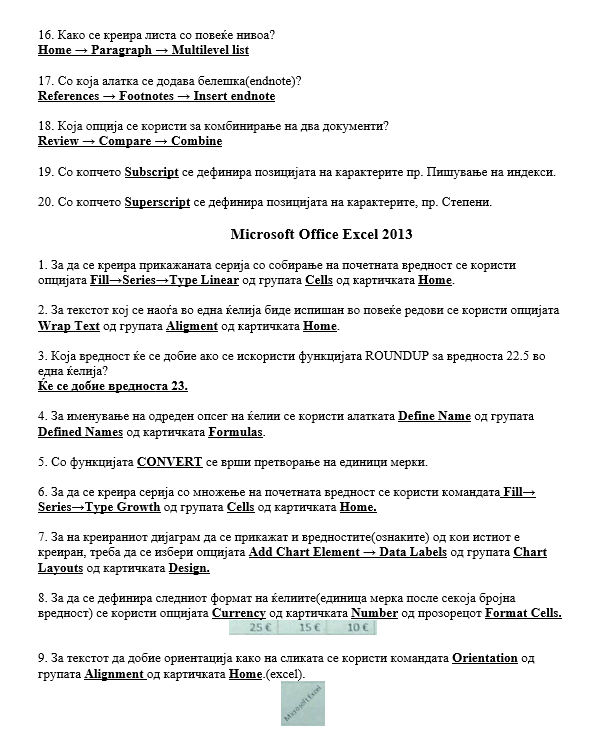 16. Како се креира листа со повеќе нивоа?
Home → Paragraph → Multilevel list
17. Со која алатка се додава белешка(endnote)?
References → Footnotes → Insert endnote
18. Која опција се користи за комбинирање на два документи?
Review → Compare → Combine
19. Со копчето Subscript се дефинира позицијата на карактерите пр. Пишување на индекси.
20. Со копчето Superscript се дефинира позицијата на карактерите, пр. Степени.
Microsoft Office Excel 2013
1. За да се креира прикажаната серија со собирање на почетната вредност се користи
опцијата Fill→Series→Type Linear од групата Cells од картичката Home.
2. За текстот кој се наоѓа во една ќелија биде испишан во повеќе редови се користи опцијата
Wrap Text од групата Aligment од картичката Home.
3. Која вредност ќе се добие ако се искористи функцијата ROUNDUP за вредноста 22.5 во
една ќелија?
Ќе се добие вредноста 23.
4. За именување на одреден опсег на ќелии се користи алатката Define Name од групата
Defined Names од картичката Formulas.
5. Со функцијата CONVERT се врши претворање на единици мерки.
6. За да се креира серија со множење на почетната вредност се користи командата Fill→
Series→Type Growth од групата Cells од картичката Home.
7. За на креираниот дијаграм да се прикажат и вредностите(ознаките) од кои истиот е
креиран, треба да се избери опцијата Add Chart Element → Data Labels од групата Chart
Layouts од картичката Design.
8. За да се дефинира следниот формат на ќелиите(единица мерка после секоја бројна
вредност) се користи опцијата Currency од картичката Number од прозорецот Format Cells.
25 € 15 € 10 €
9. За текстот да добие ориентација како на сликата се користи командата Orientation од
групата Alignment од картичката Home.(excel).
Microsoft Excel